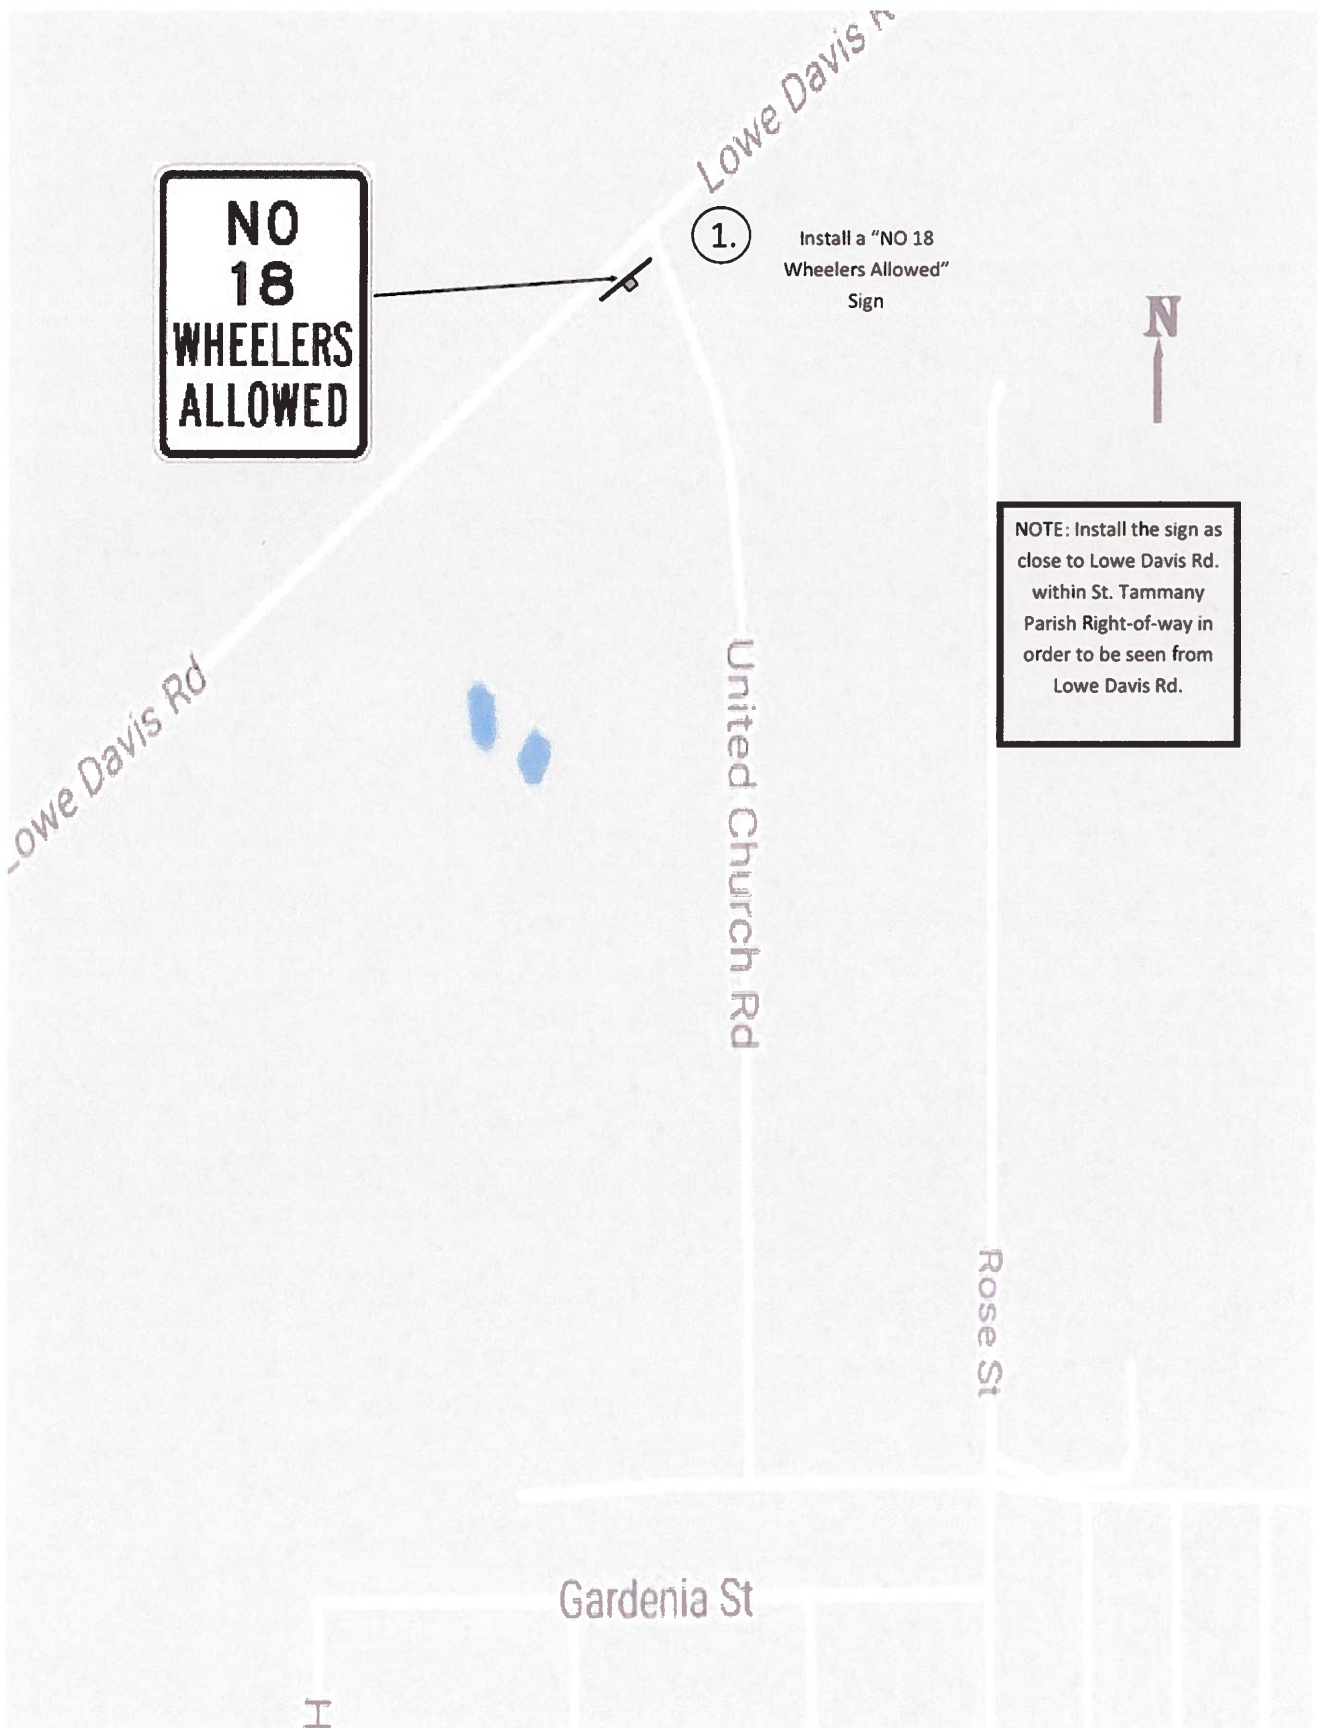 Lowe Davis R
NO
18
WHEELERS
ALLOWED
1.
Install a “NO 18
Wheelers Allowed”
Sign
N
NOTE: Install the sign as
close to Lowe Davis Rd.
within St. Tammany
Parish Right-of-way in
order to be seen from
Lowe Davis Rd.
Lowe Davis Rd
United Church Rd
Rose St
Gardenia St
H